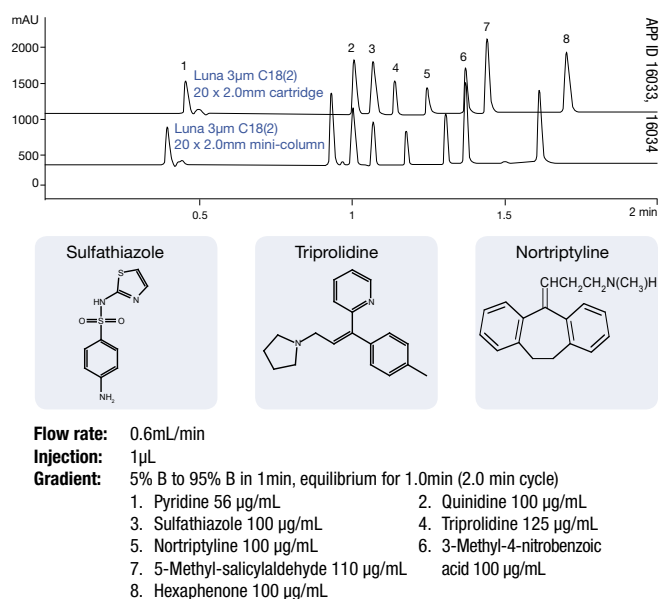 mAU
2000
1500
1000
500
0
1
2
3
4
5
6
7
8
Luna 3µm C18(2)
20 x 2.0mm cartridge
Luna 3µm C18(2)
20 x 2.0mm mini-column
0.5
1
1.5
2 min
APP ID 16033, 16034
Sulfathiazole
S
N
HN
O=S=O
NH₂
Triprolidine
N
N
Nortriptyline
CHCH₂CH₂N(CH₃)H
Flow rate: 0.6mL/min
Injection: 1µL
Gradient: 5% B to 95% B in 1min, equilibrium for 1.0min (2.0 min cycle)
1. Pyridine 56 µg/mL 2. Quinidine 100 µg/mL
3. Sulfathiazole 100 µg/mL 4. Triprolidine 125 µg/mL
5. Nortriptyline 100 µg/mL 6. 3-Methyl-4-nitrobenzoic
7. 5-Methyl-salicylaldehyde 110 µg/mL acid 100 µg/mL
8. Hexaphenone 100 µg/mL